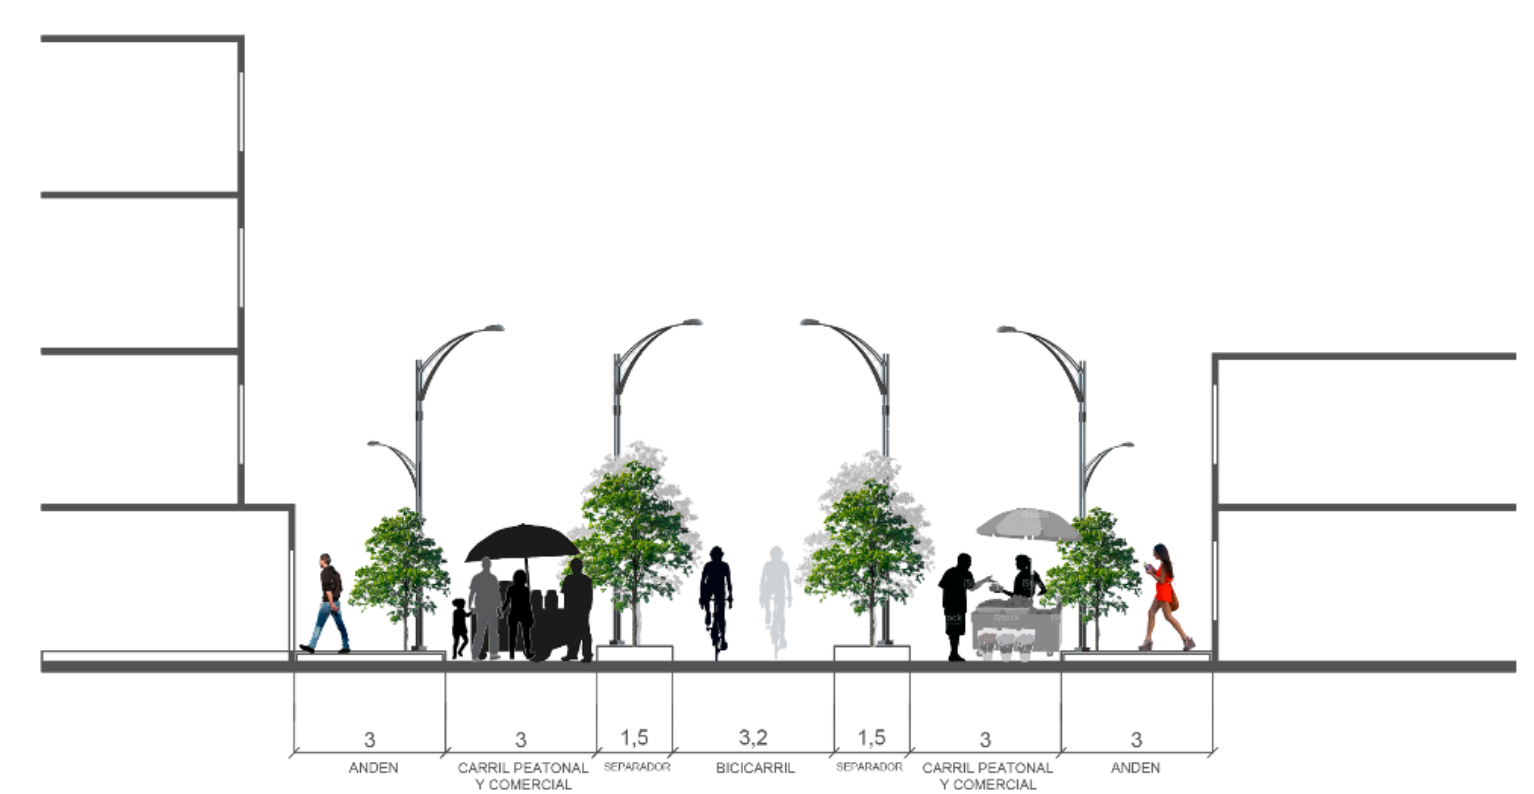 3 3 1,5 3,2 1,5 3 3
ANDEN CARRIL PEATONAL SEPARADOR BICICARRIL SEPARADOR CARRIL PEATONAL ANDEN
Y COMERCIAL Y COMERCIAL